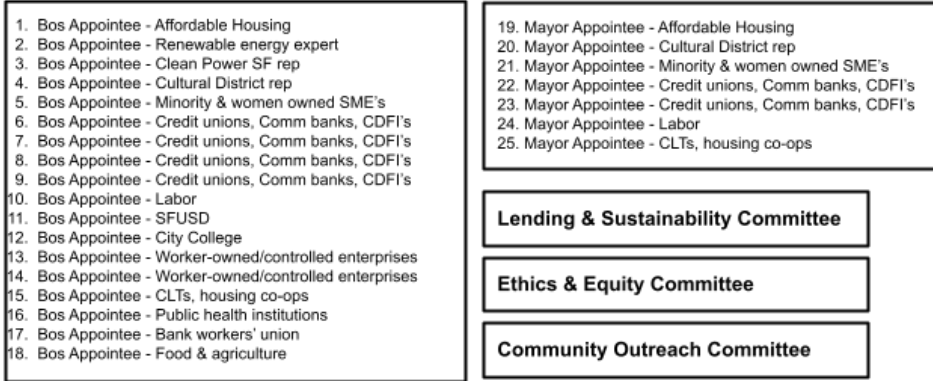 1. Bos Appointee - Affordable Housing
2. Bos Appointee - Renewable energy expert
3. Bos Appointee - Clean Power SF rep
4. Bos Appointee - Cultural District rep
5. Bos Appointee - Minority & women owned SME's
6. Bos Appointee - Credit unions, Comm banks, CDFI's
7. Bos Appointee - Credit unions, Comm banks, CDFI's
8. Bos Appointee - Credit unions, Comm banks, CDFI's
9. Bos Appointee - Credit unions, Comm banks, CDFI's
10. Bos Appointee - Labor
11. Bos Appointee - SFUSD
12. Bos Appointee - City College
13. Bos Appointee - Worker-owned/controlled enterprises
14. Bos Appointee - Worker-owned/controlled enterprises
15. Bos Appointee - CLTs, housing co-ops
16. Bos Appointee - Public health institutions
17. Bos Appointee - Bank workers' union
18. Bos Appointee - Food & agriculture
19. Mayor Appointee - Affordable Housing
20. Mayor Appointee - Cultural District rep
21. Mayor Appointee - Minority & women owned SME's
22. Mayor Appointee - Credit unions, Comm banks, CDFI's
23. Mayor Appointee - Credit unions, Comm banks, CDFI's
24. Mayor Appointee - Labor
25. Mayor Appointee - CLTs, housing co-ops
Lending & Sustainability Committee
Ethics & Equity Committee
Community Outreach Committee